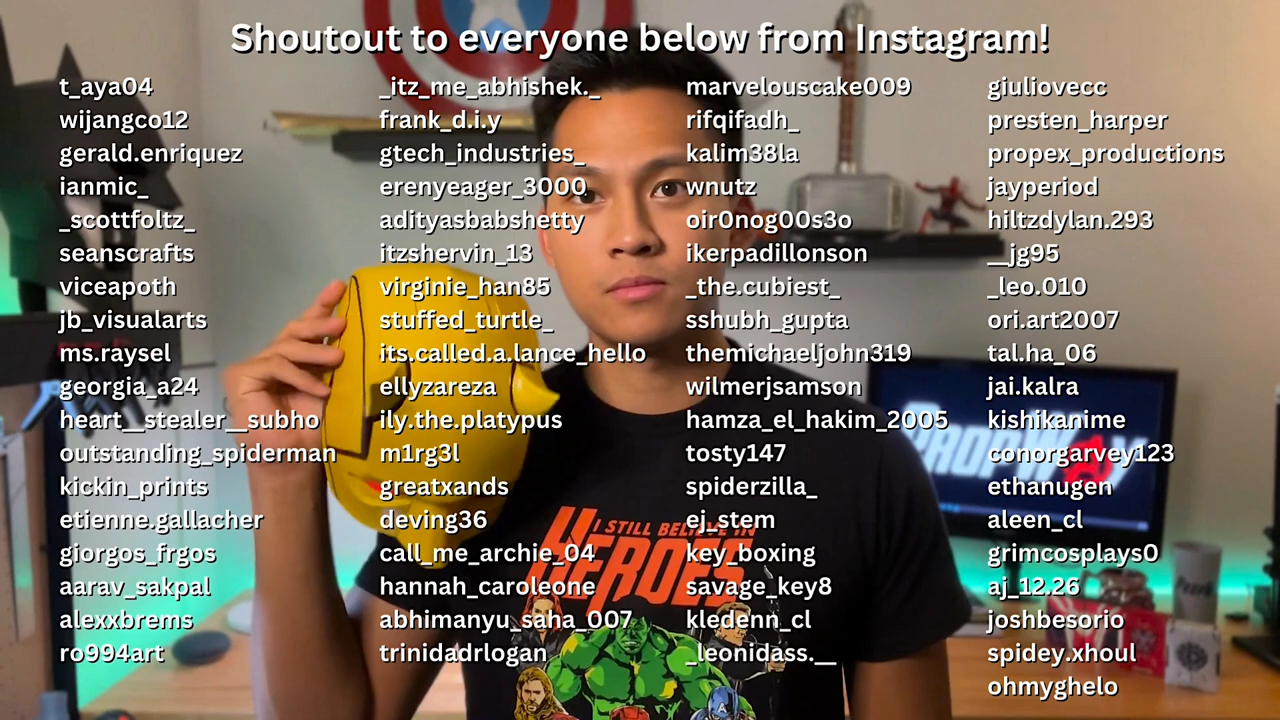 Shoutout to everyone below from Instagram!
t_aya04
wijangco12
gerald.enriquez
ianmic_
_scottfoltz_
seanscrafts
viceapoth
jb_visualarts
ms.raysel
georgia_a24
heart__stealer__subho
outstanding_spiderman
kickin_prints
etienne.gallacher
giorgos_frgos
aarav_sakpal
alexxbrems
ro994art
_itz_me_abhishek._
frank_d.i.y
gtech_industries_
erenyeager_3000
adityasbabshetty
itzshervin_13
virginie_han85
stuffed_turtle_
its.called.a.lance_hello
ellyzareza
ily.the.platypus
m1rg3l
greatxands
deving36
call_me_archie_04
hannah_caroleone
abhimanyu_saha_007
trinidadrlogan
marvelouscake009
rifqifadh_
kalim38la
wnutz
oir0nog00s3o
ikerpadillonson
_the.cubiest_
sshubh_gupta
themichaeljohn319
wilmerjsamson
hamza_el_hakim_2005
tosty147
spiderzilla_
ej_stem
key_boxing
savage_key8
kledenn_cl
_leonidass.__
giuliovecc
presten_harper
propex_productions
jayperiod
hiltzdylan.293
__jg95
_leo.010
ori.art2007
tal.ha_06
jai.kalra
kishikanime
conorgarvey123
ethanugen
aleen_cl
grimcosplays0
aj_12.26
joshbesorio
spidey.xhoul
ohmyghelo
I STILL BELIEVE IN
HEROES